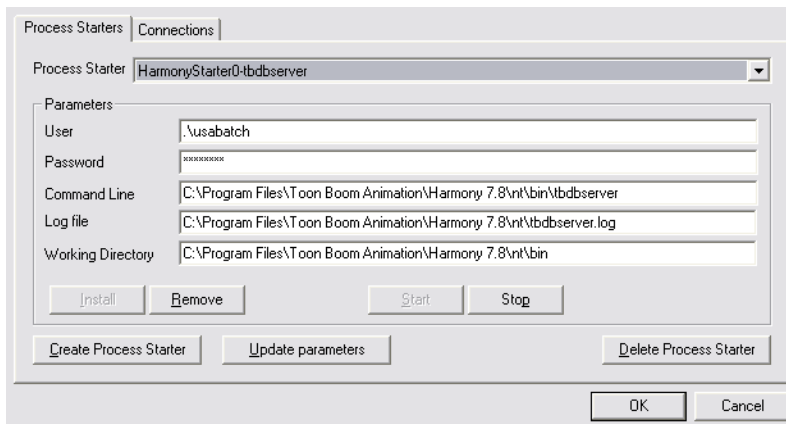 Process Starters Connections
Process Starter HarmonyStarter0-tbdbserver
Parameters
User .\usabatch
Password ××××××××
Command Line C:\Program Files\Toon Boom Animation\Harmony 7.8\nt\bin\tbdbserver
Log file C:\Program Files\Toon Boom Animation\Harmony 7.8\nt\tbdbserver.log
Working Directory C:\Program Files\Toon Boom Animation\Harmony 7.8\nt\bin
Install Remove Start Stop
Create Process Starter Update parameters Delete Process Starter
OK Cancel